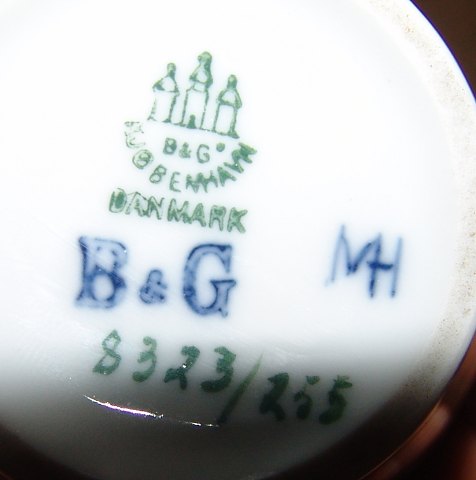 B&G
KØBENHAVN
DANMARK
B&G MH
8323/255